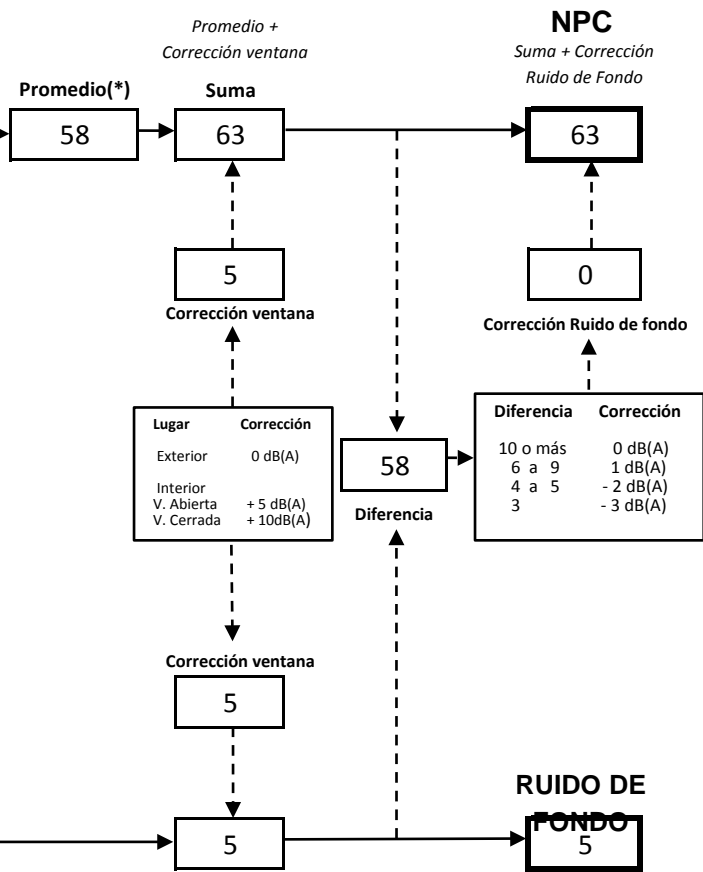 Promedio +
Corrección ventana
NPC
Suma + Corrección
Ruido de Fondo
Promedio(*)
Suma
58
63
63
5
0
Corrección ventana
Corrección Ruido de fondo
Lugar Corrección
Exterior 0 dB(A)
Interior
V. Abierta + 5 dB(A)
V. Cerrada + 10dB(A)
58
Diferencia
Diferencia Corrección
10 o más 0 dB(A)
6 a 9 1 dB(A)
4 a 5 - 2 dB(A)
3 - 3 dB(A)
Corrección ventana
5
RUIDO DE
FONDO
5
5